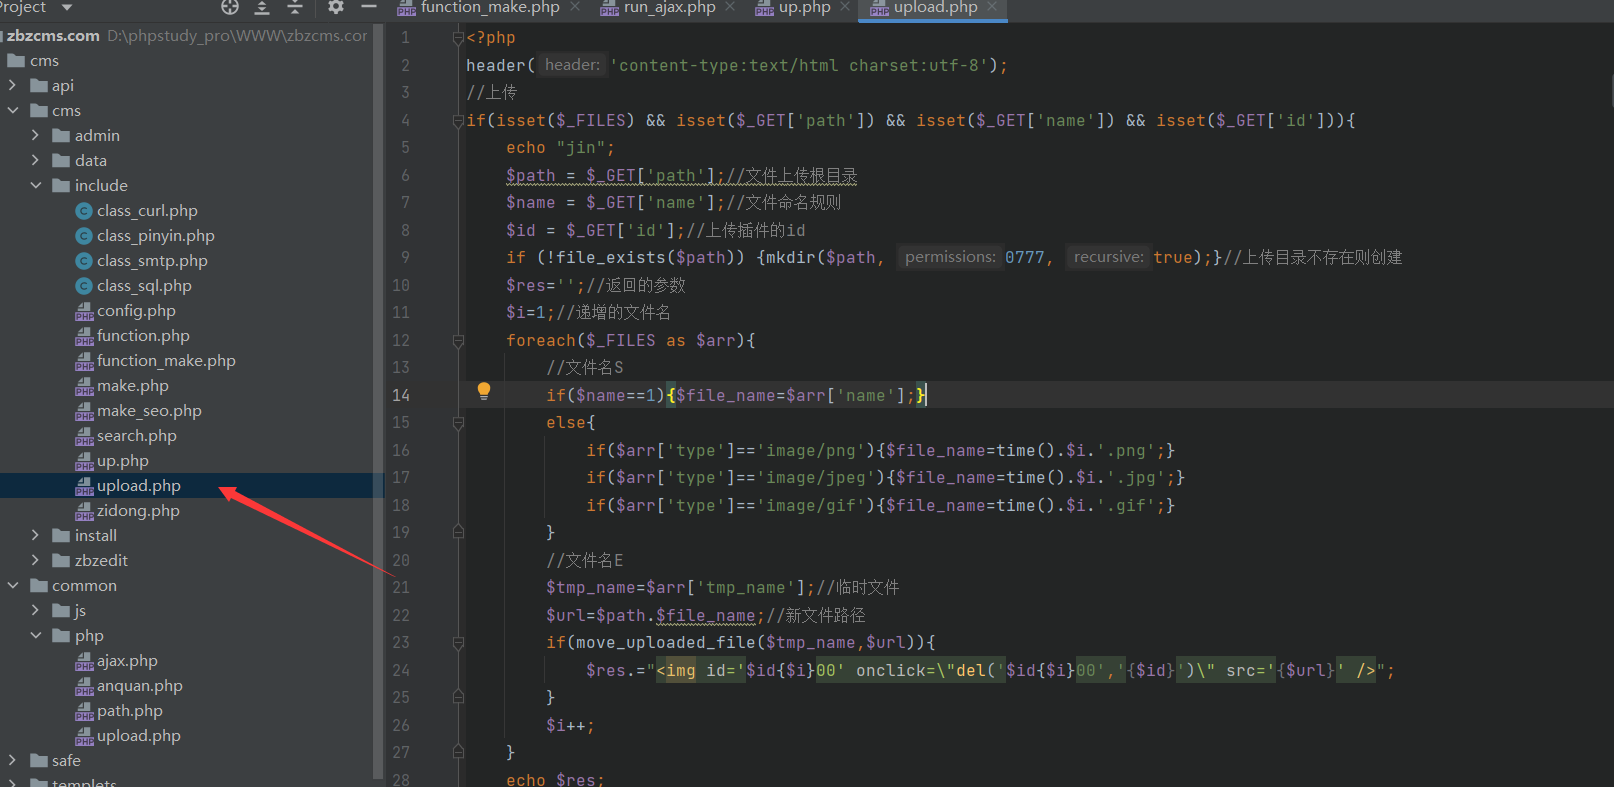 Project
function_make.php
run_ajax.php
up.php
upload.php
zbzcms.com D:\phpstudy_pro\WWW\zbzcms.cor
cms
api
cms
admin
data
include
class_curl.php
class_pinyin.php
class_smtp.php
class_sql.php
config.php
function.php
function_make.php
make.php
make_seo.php
search.php
up.php
upload.php
zidong.php
install
zbzedit
common
js
php
ajax.php
anquan.php
path.php
upload.php
safe
templets
1 <?php
2 header( header: 'content-type:text/html charset:utf-8');
3 //上传
4 if(isset($_FILES) && isset($_GET['path']) && isset($_GET['name']) && isset($_GET['id'])){
5 echo "jin";
6 $path = $_GET['path'];//文件上传根目录
7 $name = $_GET['name'];//文件命名规则
8 $id = $_GET['id'];//上传插件的id
9 if (!file_exists($path)) {mkdir($path, permissions: 0777, recursive: true);}//上传目录不存在则创建
10 $res='';//返回的参数
11 $i=1;//递增的文件名
12 foreach($_FILES as $arr){
13 //文件名S
14 if($name==1){$file_name=$arr['name'];}
15 else{
16 if($arr['type']=='image/png'){$file_name=time().$i.'.png';}
17 if($arr['type']=='image/jpeg'){$file_name=time().$i.'.jpg';}
18 if($arr['type']=='image/gif'){$file_name=time().$i.'.gif';}
19 }
20 //文件名E
21 $tmp_name=$arr['tmp_name'];//临时文件
22 $url=$path.$file_name;//新文件路径
23 if(move_uploaded_file($tmp_name,$url)){
24 $res.="<img id='$id{$i}00' onclick=\"del('$id{$i}00','{$id}')\" src='{$url}' />";
25 }
26 $i++;
27 }
28 echo $res;